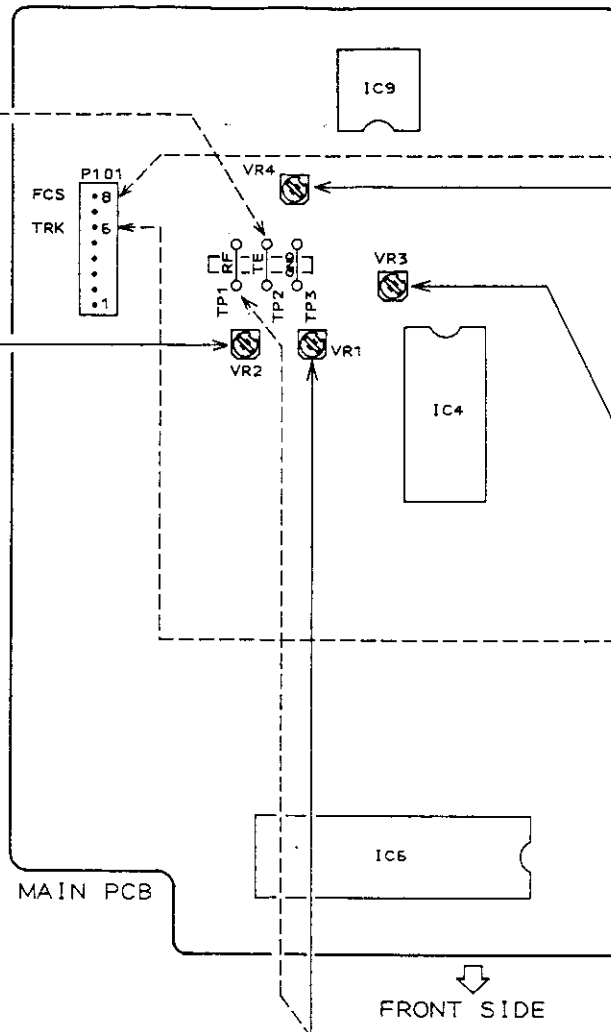 IC9
P101
VR4
FCS
8
TRK
6
1
RF
TE
GND
VR3
TP1
TP2
TP3
VR2
VR1
IC4
IC6
MAIN PCB
FRONT SIDE